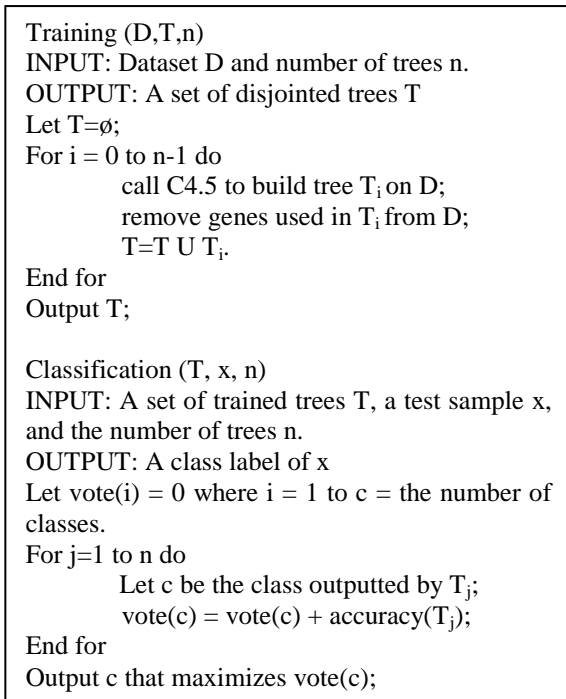 Training (D,T,n)
INPUT: Dataset D and number of trees n.
OUTPUT: A set of disjointed trees T
Let T=ø;
For i = 0 to n-1 do
call C4.5 to build tree Ti on D;
remove genes used in Ti from D;
T=T U Ti.
End for
Output T;
Classification (T, x, n)
INPUT: A set of trained trees T, a test sample x,
and the number of trees n.
OUTPUT: A class label of x
Let vote(i) = 0 where i = 1 to c = the number of
classes.
For j=1 to n do
Let c be the class outputted by Tj;
vote(c) = vote(c) + accuracy(Tj);
End for
Output c that maximizes vote(c);